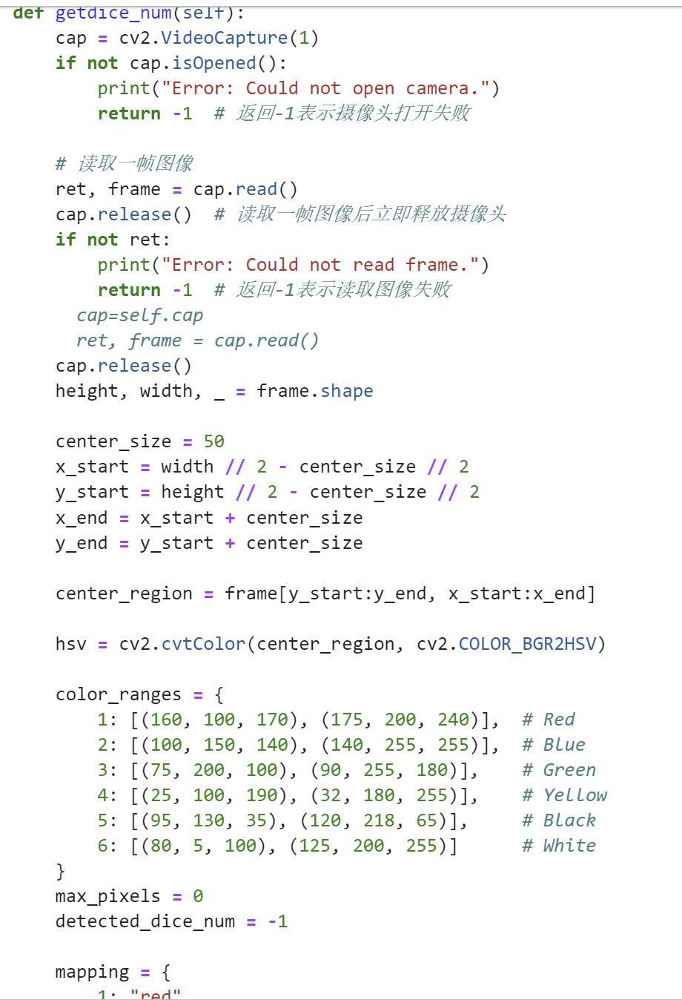 def getdice_num(self):
    cap = cv2.VideoCapture(1)
    if not cap.isOpened():
        print("Error: Could not open camera.")
        return -1  # 返回-1表示摄像头打开失败

    # 读取一帧图像
    ret, frame = cap.read()
    cap.release()  # 读取一帧图像后立即释放摄像头
    if not ret:
        print("Error: Could not read frame.")
        return -1  # 返回-1表示读取图像失败
      cap=self.cap
      ret, frame = cap.read()
    cap.release()
    height, width, _ = frame.shape

    center_size = 50
    x_start = width // 2 - center_size // 2
    y_start = height // 2 - center_size // 2
    x_end = x_start + center_size
    y_end = y_start + center_size

    center_region = frame[y_start:y_end, x_start:x_end]

    hsv = cv2.cvtColor(center_region, cv2.COLOR_BGR2HSV)

    color_ranges = {
        1: [(160, 100, 170), (175, 200, 240)],  # Red
        2: [(100, 150, 140), (140, 255, 255)],  # Blue
        3: [(75, 200, 100), (90, 255, 180)],    # Green
        4: [(25, 100, 190), (32, 180, 255)],    # Yellow
        5: [(95, 130, 35), (120, 218, 65)],     # Black
        6: [(80, 5, 100), (125, 200, 255)]      # White
    }
    max_pixels = 0
    detected_dice_num = -1

    mapping = {
        1: "red"